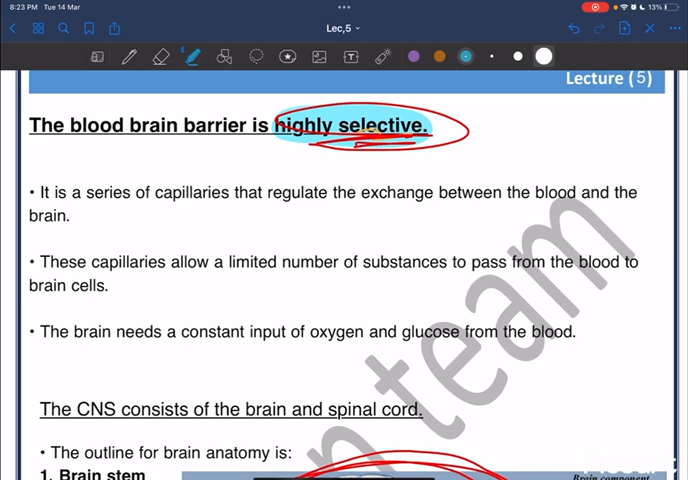 8:23 PM Tue 14 Mar
13%
Lec,5
T
Lecture (5)
The blood brain barrier is highly selective.
• It is a series of capillaries that regulate the exchange between the blood and the
brain.
• These capillaries allow a limited number of substances to pass from the blood to
brain cells.
• The brain needs a constant input of oxygen and glucose from the blood.
The CNS consists of the brain and spinal cord.
• The outline for brain anatomy is:
1. Brain stem
Brain component
n team